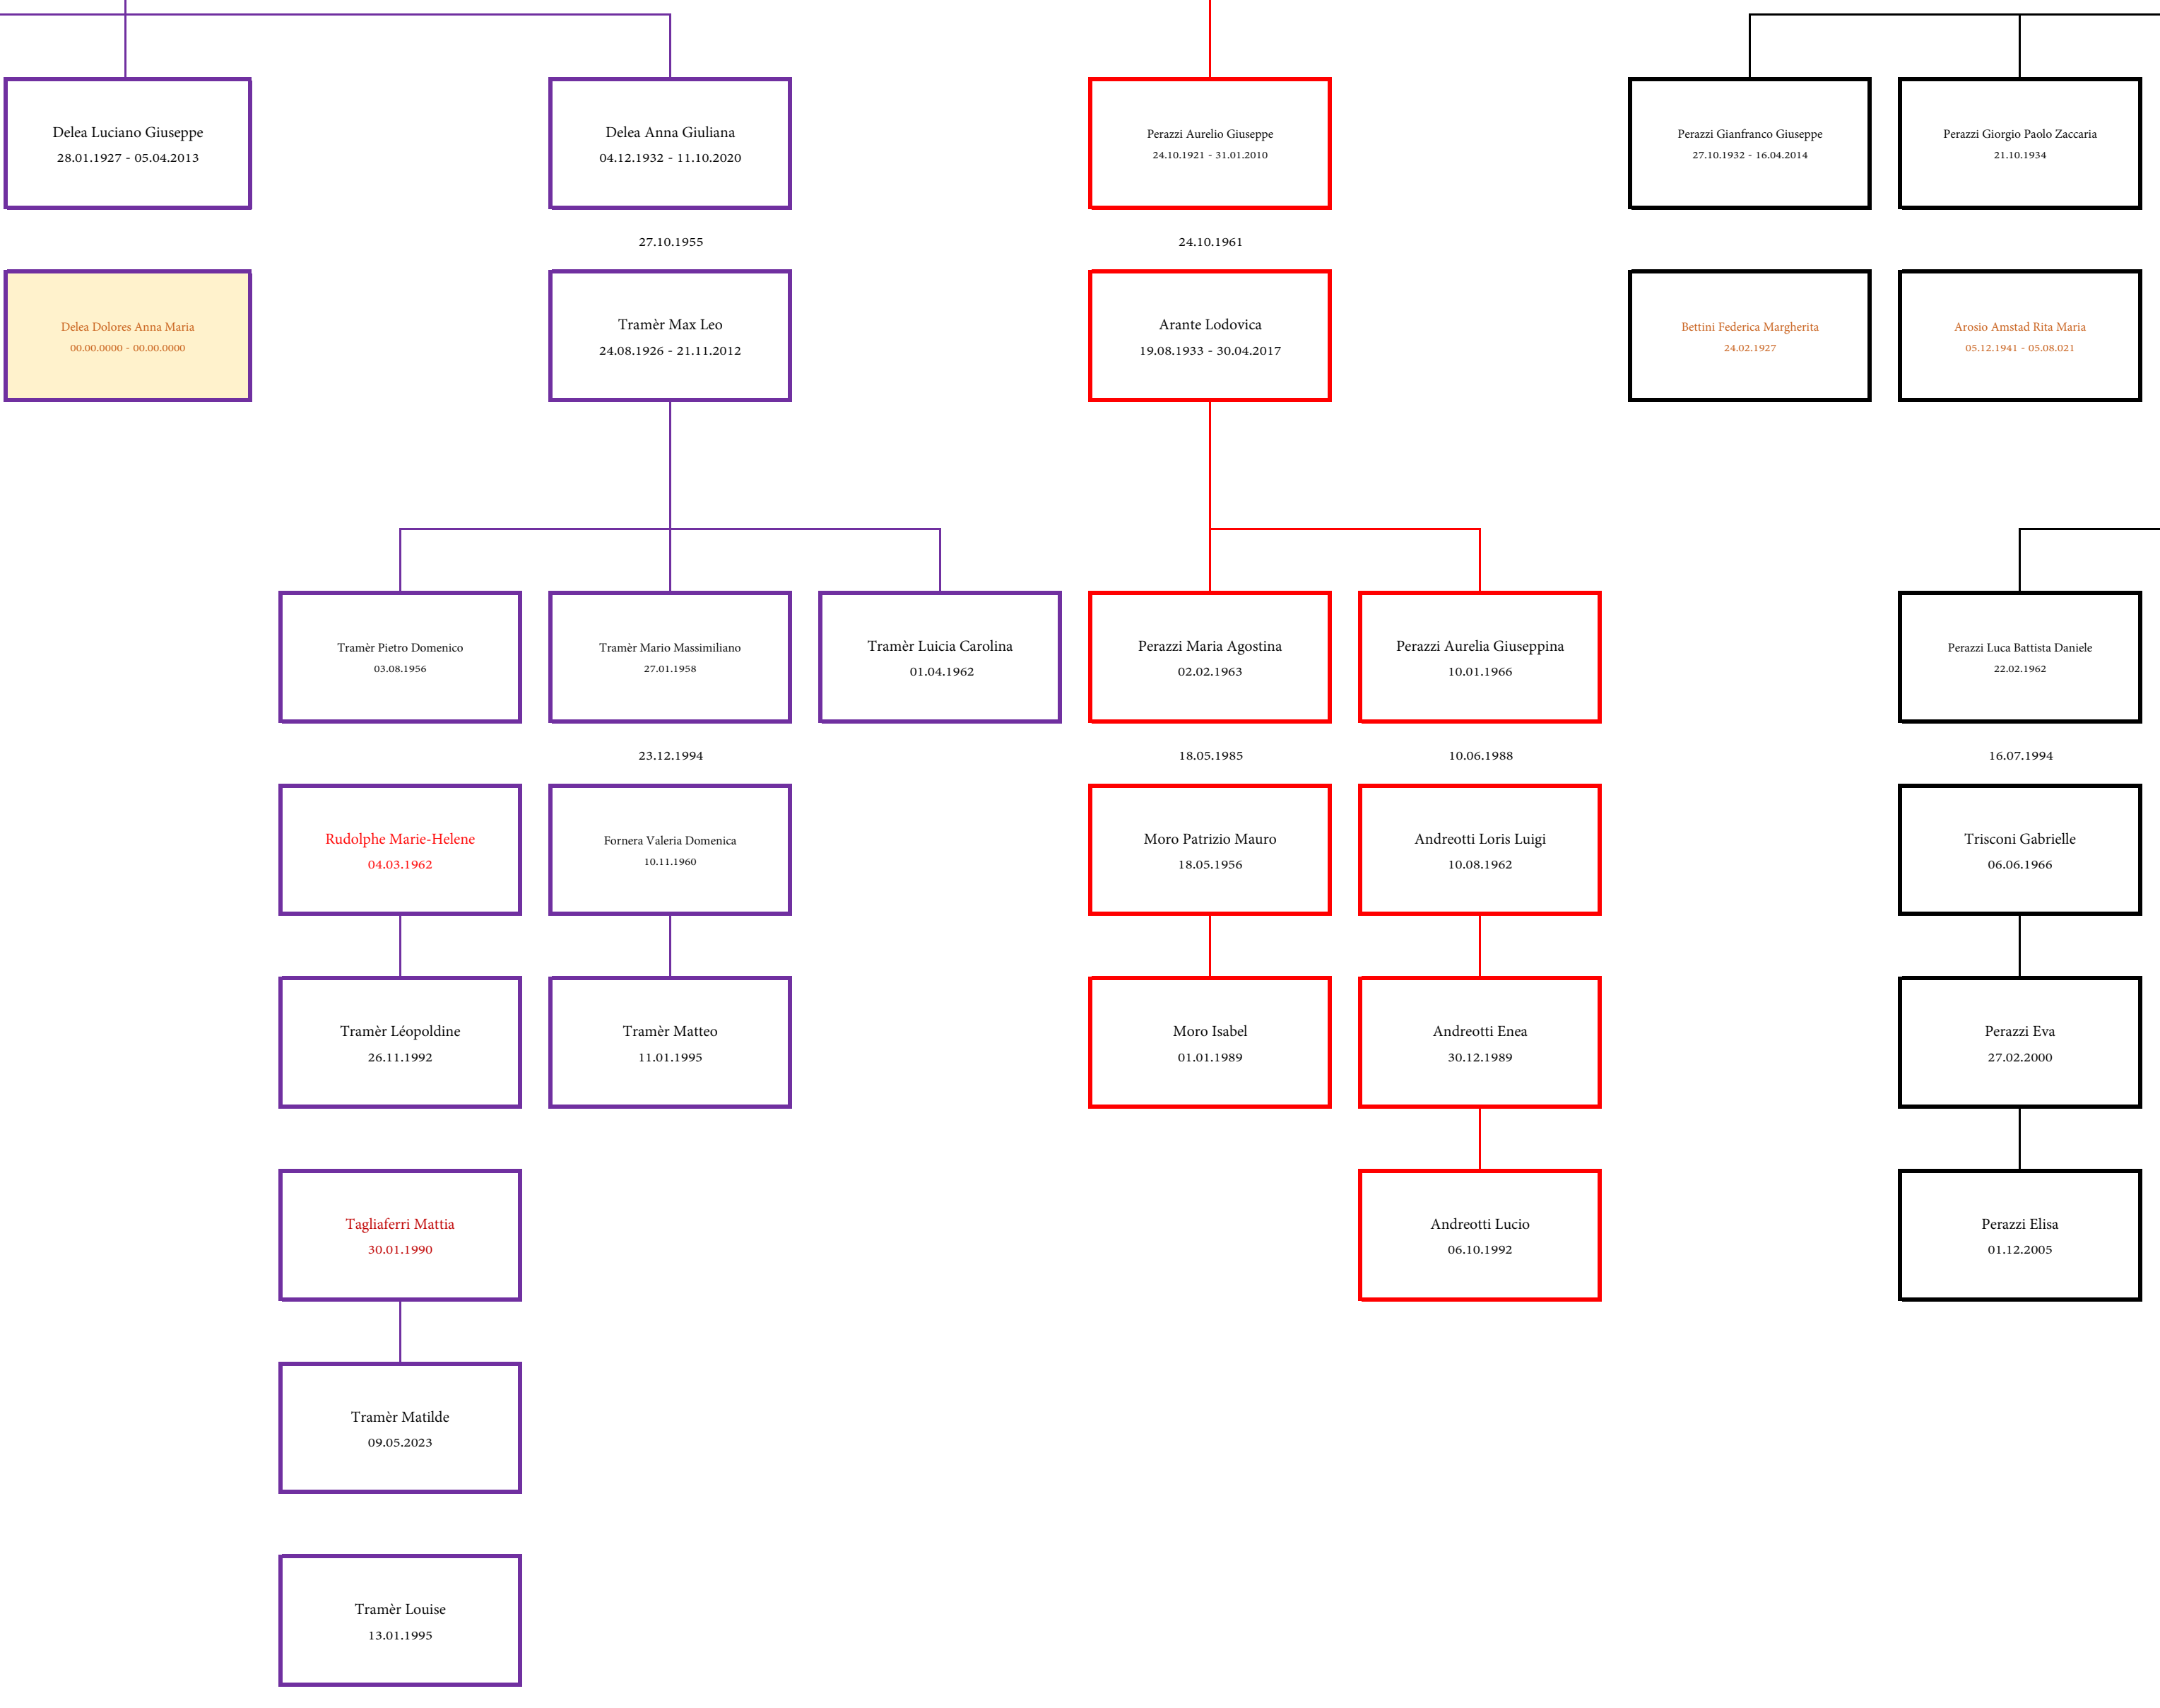 Delea Luciano Giuseppe
28.01.1927 - 05.04.2013
Delea Anna Giuliana
04.12.1932 - 11.10.2020
Perazzi Aurelio Giuseppe
24.10.1921 - 31.01.2010
Perazzi Gianfranco Giuseppe
27.10.1932 - 16.04.2014
Perazzi Giorgio Paolo Zaccaria
21.10.1934
27.10.1955
24.10.1961
Delea Dolores Anna Maria
00.00.0000 - 00.00.0000
Tramèr Max Leo
24.08.1926 - 21.11.2012
Arante Lodovica
19.08.1933 - 30.04.2017
Bettini Federica Margherita
24.02.1927
Arosio Amstad Rita Maria
05.12.1941 - 05.08.021
Tramèr Pietro Domenico
03.08.1956
Tramèr Mario Massimiliano
27.01.1958
Tramèr Luicia Carolina
01.04.1962
Perazzi Maria Agostina
02.02.1963
Perazzi Aurelia Giuseppina
10.01.1966
Perazzi Luca Battista Daniele
22.02.1962
23.12.1994
18.05.1985
10.06.1988
16.07.1994
Rudolphe Marie-Helene
04.03.1962
Fornera Valeria Domenica
10.11.1960
Moro Patrizio Mauro
18.05.1956
Andreotti Loris Luigi
10.08.1962
Trisconi Gabrielle
06.06.1966
Tramèr Léopoldine
26.11.1992
Tramèr Matteo
11.01.1995
Moro Isabel
01.01.1989
Andreotti Enea
30.12.1989
Perazzi Eva
27.02.2000
Tagliaferri Mattia
30.01.1990
Andreotti Lucio
06.10.1992
Perazzi Elisa
01.12.2005
Tramèr Matilde
09.05.2023
Tramèr Louise
13.01.1995